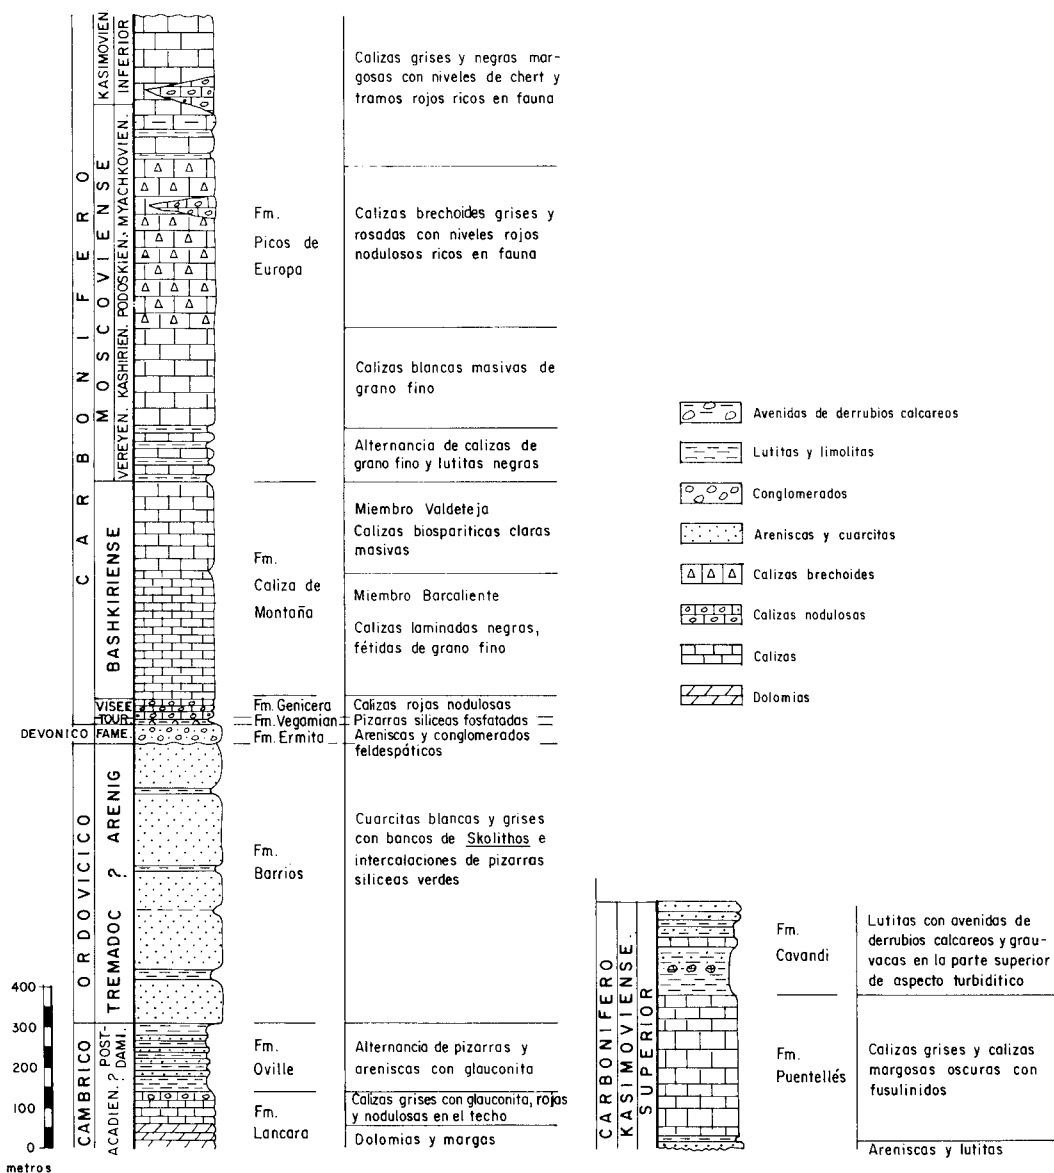 CARBONIFERO
KASIMOVIEN
INFERIOR
MOSCOVIENSE
VEREYEN. KASHIRIEN. PODOSKIEN. MYACHKOVIEN.
BASHKIRIENSE
VISEE
TOUR.
DEVONICO
FAME.
ORDOVICICO
TREMADOC ? ARENIG
CAMBRICO
ACADIEN. ?
POST-
DAMI.
Fm.
Picos de
Europa
Calizas grises y negras mar-
gosas con niveles de chert y
tramos rojos ricos en fauna
Calizas brechoides grises y
rosadas con niveles rojos
nodulosos ricos en fauna
Calizas blancas masivas de
grano fino
Alternancia de calizas de
grano fino y lutitas negras
Fm.
Caliza de
Montaña
Miembro Valdeteja
Calizas biospariticas claras
masivas
Miembro Barcaliente
Calizas laminadas negras,
fétidas de grano fino
Fm. Genicera
Calizas rojas nodulosas
Fm. Vegamian
Pizarras siliceas fosfatadas
Fm. Ermita
Areniscas y conglomerados
feldespáticos
Fm.
Barrios
Cuarcitas blancas y grises
con bancos de Skolithos e
intercalaciones de pizarras
siliceas verdes
Fm.
Oville
Alternancia de pizarras y
areniscas con glauconita
Fm.
Lancara
Calizas grises con glauconita, rojas
y nodulosas en el techo
Dolomias y margas
400
300
200
100
0
metros
Avenidas de derrubios calcareos
Lutitas y limolitas
Conglomerados
Areniscas y cuarcitas
Calizas brechoides
Calizas nodulosas
Calizas
Dolomias
CARBONIFERO
KASIMOVIENSE
SUPERIOR
Fm.
Cavandi
Lutitas con avenidas de
derrubios calcareos y grau-
vacas en la parte superior
de aspecto turbiditico
Fm.
Puentellés
Calizas grises y calizas
margosas oscuras con
fusulinidos
Areniscas y lutitas